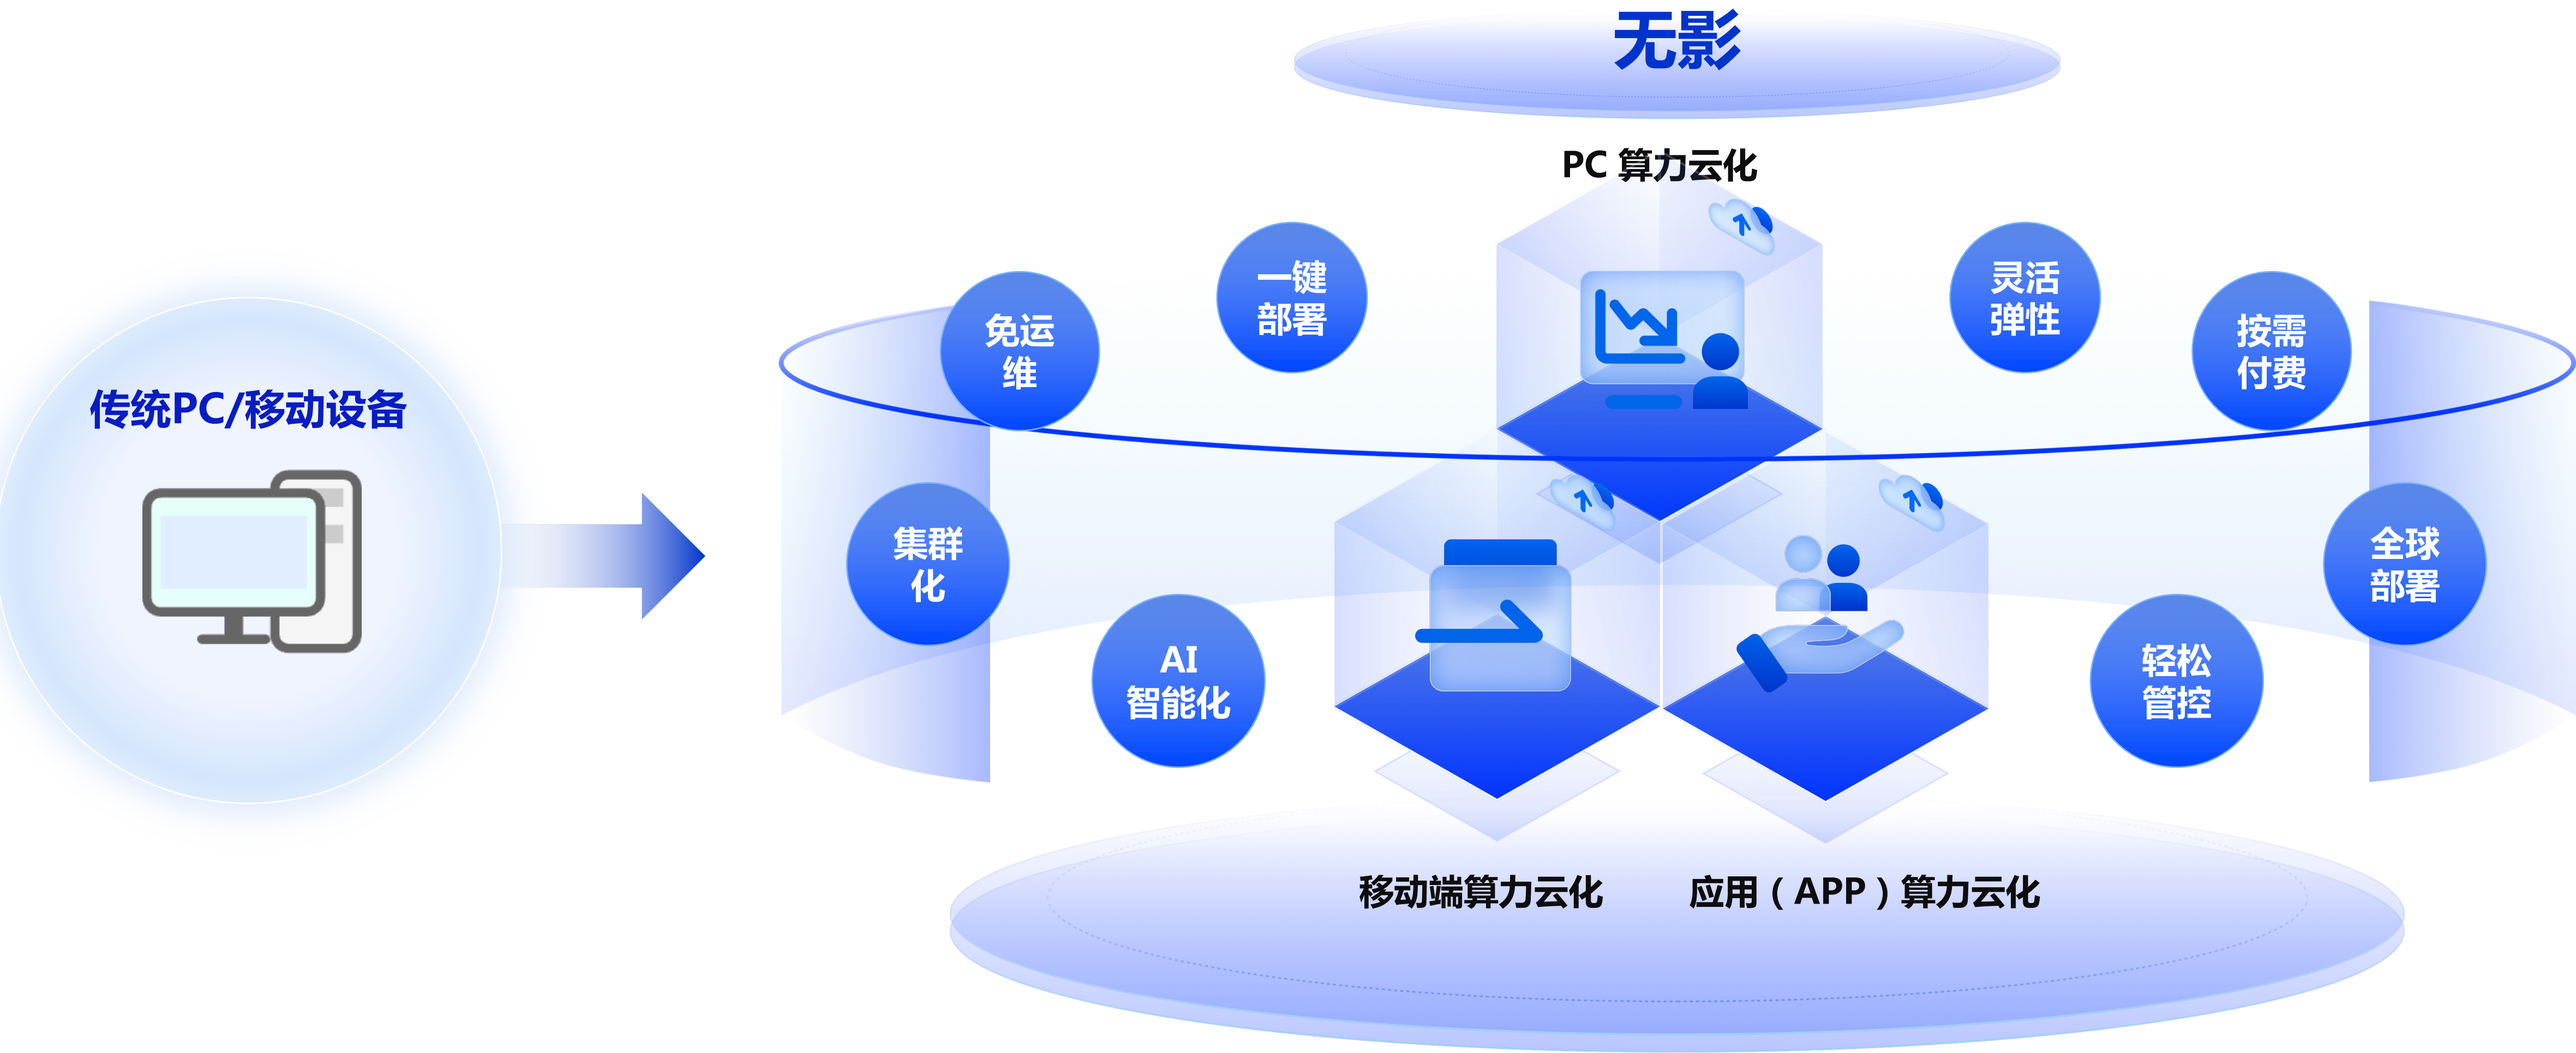 无影
PC 算力云化
一键
部署
灵活
弹性
免运
维
按需
付费
传统PC/移动设备
集群
化
全球
部署
AI
智能化
轻松
管控
移动端算力云化
应用（APP）算力云化